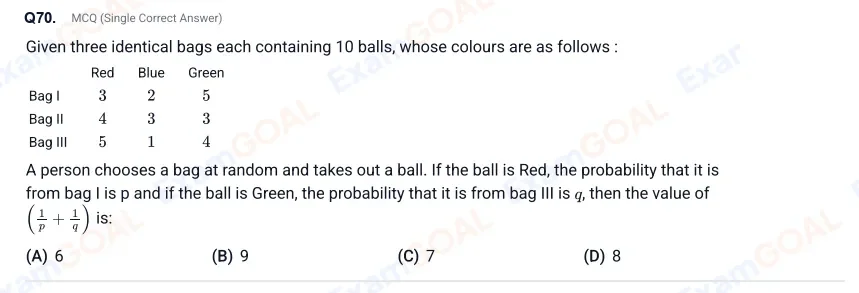 Q70. MCQ (Single Correct Answer)
Given three identical bags each containing 10 balls, whose colours are as follows :
Red Blue Green
Bag I 3 2 5
Bag II 4 3 3
Bag III 5 1 4
A person chooses a bag at random and takes out a ball. If the ball is Red, the probability that it is
from bag I is p and if the ball is Green, the probability that it is from bag III is q, then the value of
(1/p + 1/q) is:
(A) 6 (B) 9 (C) 7 (D) 8